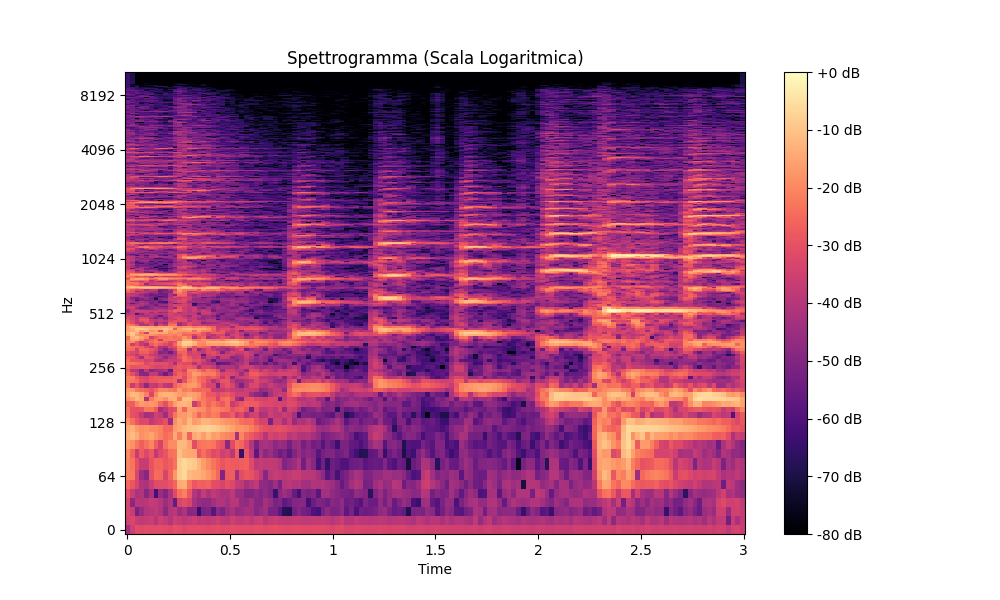 Spettrogramma (Scala Logaritmica)
8192
4096
2048
1024
512
256
128
64
0
Hz
0
0.5
1
1.5
2
2.5
3
Time
+0 dB
-10 dB
-20 dB
-30 dB
-40 dB
-50 dB
-60 dB
-70 dB
-80 dB